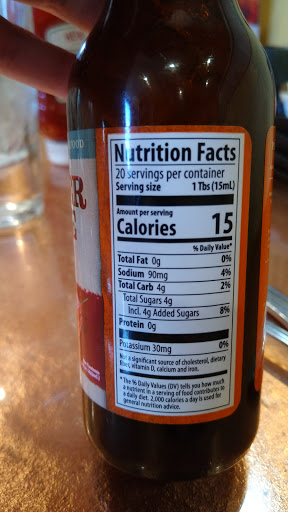 Nutrition Facts
20 servings per container
Serving size 1 Tbs (15mL)
Amount per serving
Calories 15
% Daily Value*
Total Fat 0g 0%
Sodium 90mg 4%
Total Carb 4g 2%
Total Sugars 4g
Incl. 4g Added Sugars 8%
Protein 0g
Potassium 30mg 0%
Not a significant source of cholesterol, dietary
fiber, vitamin D, calcium and iron.
* The % Daily Values (DV) tells you how much
a nutrient in a serving of food contributes to
a daily diet. 2,000 calories a day is used for
general nutrition advice.